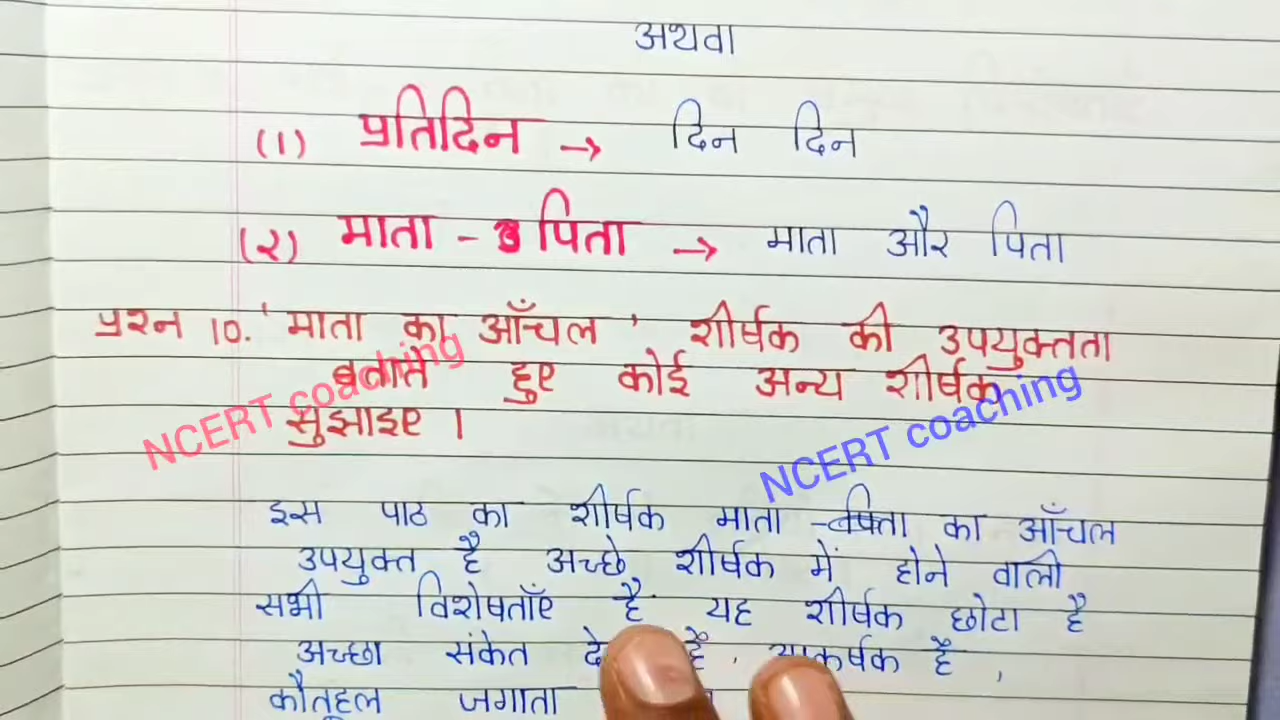 अथवा
(1) प्रतिदिन → दिन दिन
(२) माता - पिता → माता और पिता
प्रश्न 10. 'माता का आँचल' शीर्षक की उपयुक्तता
बताते हुए कोई अन्य शीर्षक
सुझाइए ।
NCERT coaching
NCERT coaching
इस पाठ का शीर्षक माता - पिता का आँचल
उपयुक्त है अच्छे शीर्षक में होने वाली
सभी विशेषताँए है यह शीर्षक छोटा है
अच्छा संकेत है , आकर्षक है ,
कौतूहल जगाता